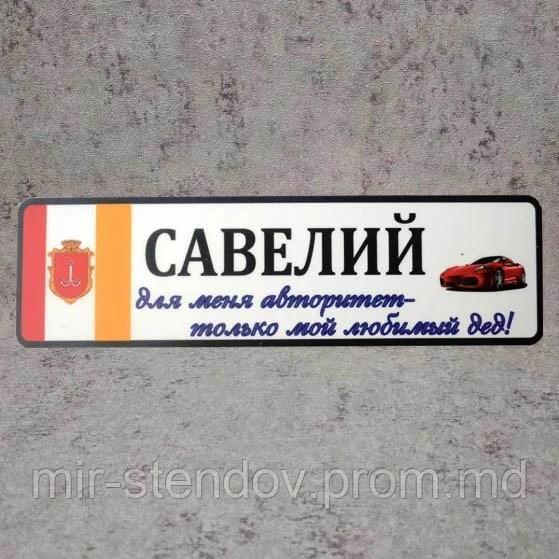 САВЕЛИЙ
для меня авторитет-
только мой любимый дед!
mir-stendov.prom.md